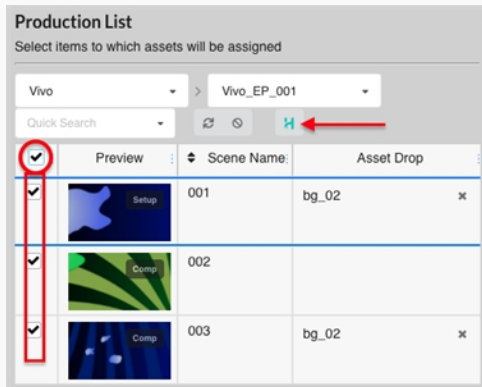 Production List
Select items to which assets will be assigned
Vivo > Vivo_EP_001
Quick Search
Preview Scene Name Asset Drop
Setup 001 bg_02
Comp 002
Comp 003 bg_02